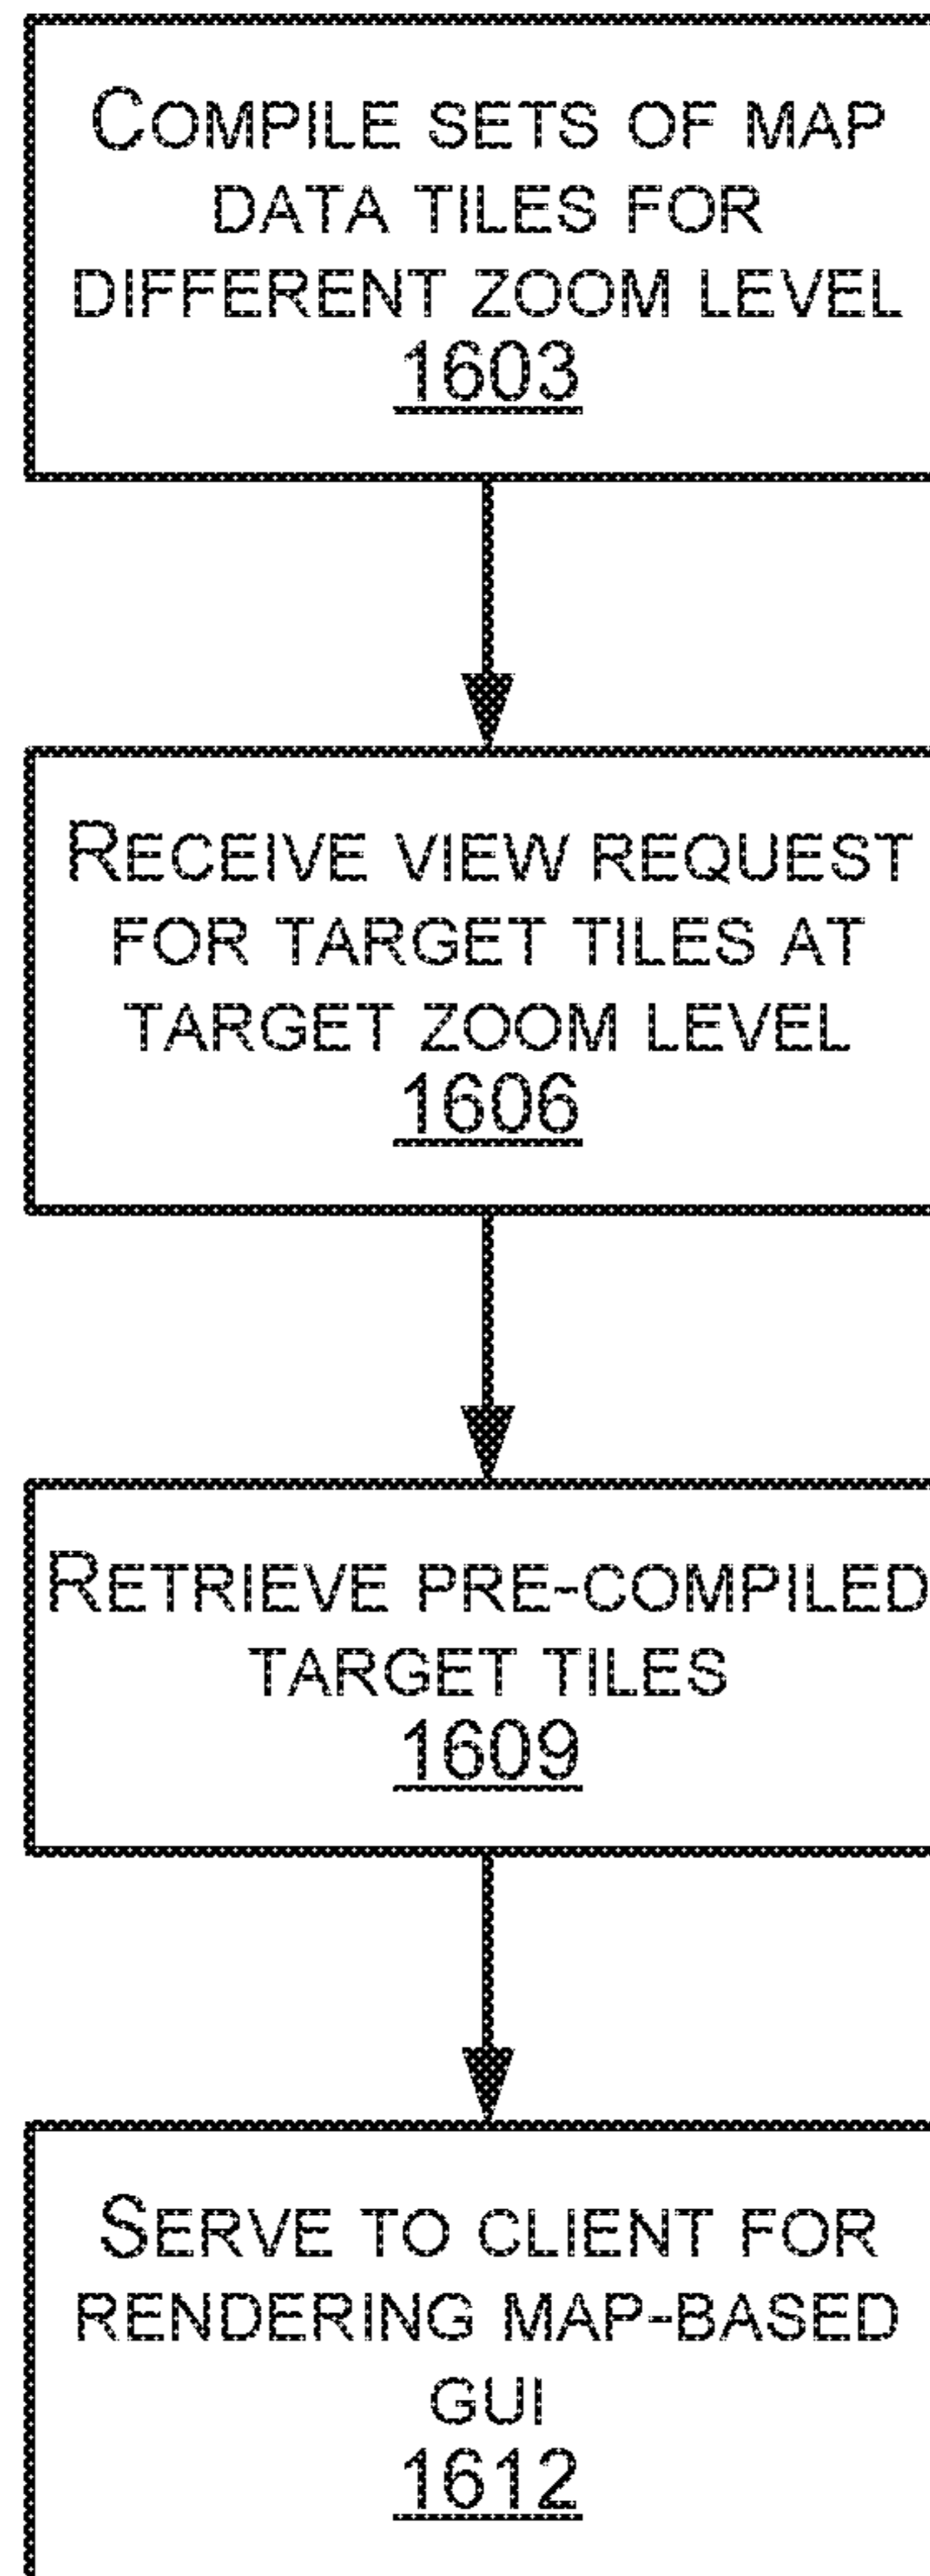 COMPILE SETS OF MAP
DATA TILES FOR
DIFFERENT ZOOM LEVEL
1603
RECEIVE VIEW REQUEST
FOR TARGET TILES AT
TARGET ZOOM LEVEL
1606
RETRIEVE PRE-COMPILED
TARGET TILES
1609
SERVE TO CLIENT FOR
RENDERING MAP-BASED
GUI
1612